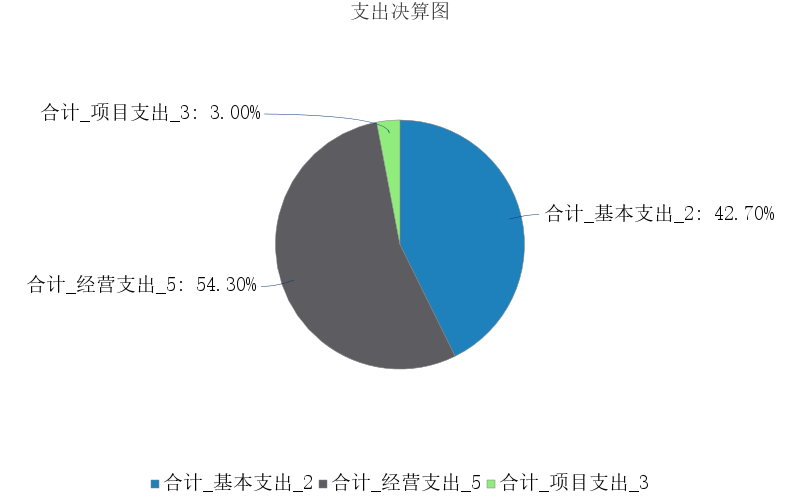 支出决算图
合计_项目支出_3: 3.00%
合计_基本支出_2: 42.70%
合计_经营支出_5: 54.30%
合计_基本支出_2 合计_经营支出_5 合计_项目支出_3